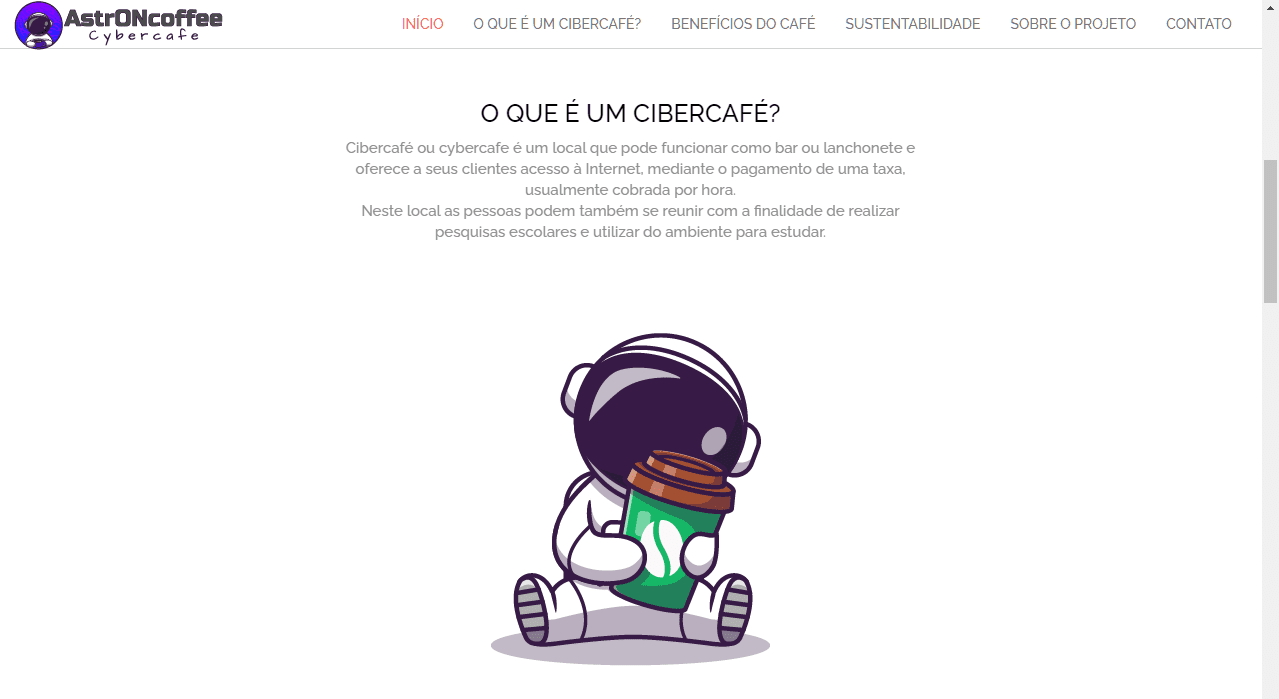 AstrONcoffee
Cybercafe
INÍCIO O QUE É UM CIBERCAFÉ? BENEFÍCIOS DO CAFÉ SUSTENTABILIDADE SOBRE O PROJETO CONTATO
O QUE É UM CIBERCAFÉ?
Cibercafé ou cybercafe é um local que pode funcionar como bar ou lanchonete e
oferece a seus clientes acesso à Internet, mediante o pagamento de uma taxa,
usualmente cobrada por hora.
Neste local as pessoas podem também se reunir com a finalidade de realizar
pesquisas escolares e utilizar do ambiente para estudar.